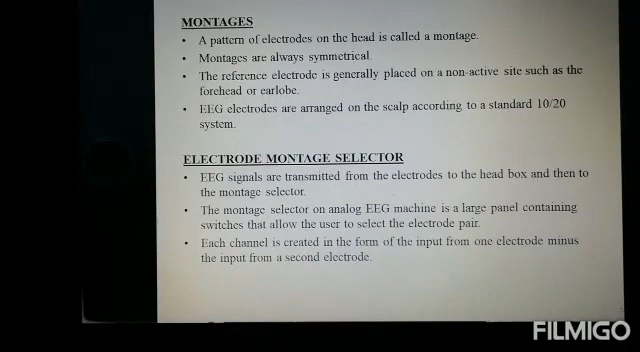 MONTAGES
• A pattern of electrodes on the head is called a montage.
• Montages are always symmetrical.
• The reference electrode is generally placed on a non-active site such as the
forehead or earlobe.
• EEG electrodes are arranged on the scalp according to a standard 10/20
system.
ELECTRODE MONTAGE SELECTOR
• EEG signals are transmitted from the electrodes to the head box and then to
the montage selector.
• The montage selector on analog EEG machine is a large panel containing
switches that allow the user to select the electrode pair.
• Each channel is created in the form of the input from one electrode minus
the input from a second electrode.
FILMIGO